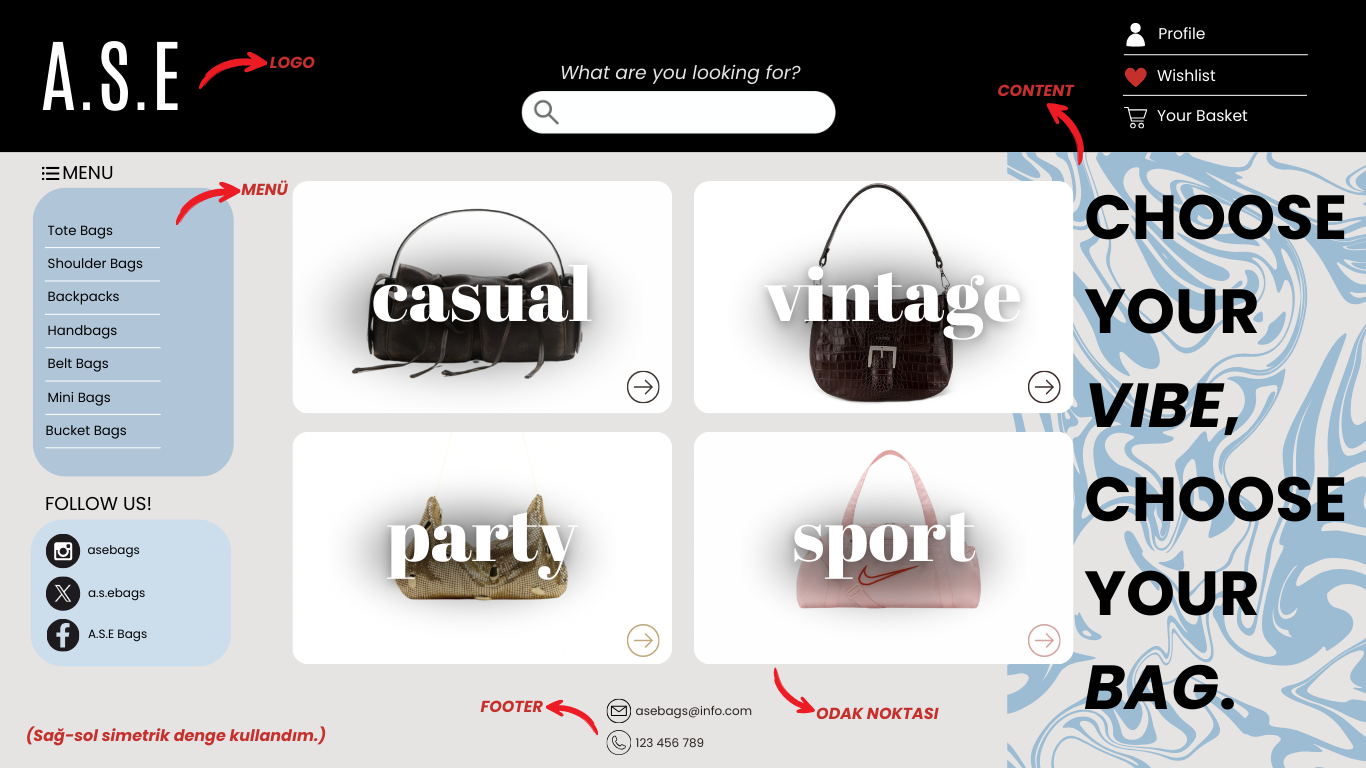 A.S.E
LOGO
What are you looking for?
CONTENT
Profile
Wishlist
Your Basket
MENU
MENÜ
Tote Bags
Shoulder Bags
Backpacks
Handbags
Belt Bags
Mini Bags
Bucket Bags
FOLLOW US!
asebags
a.s.ebags
A.S.E Bags
casual
vintage
party
sport
CHOOSE
YOUR
VIBE,
CHOOSE
YOUR
BAG.
FOOTER
asebags@info.com
123 456 789
ODAK NOKTASI
(Sağ-sol simetrik denge kullandım.)